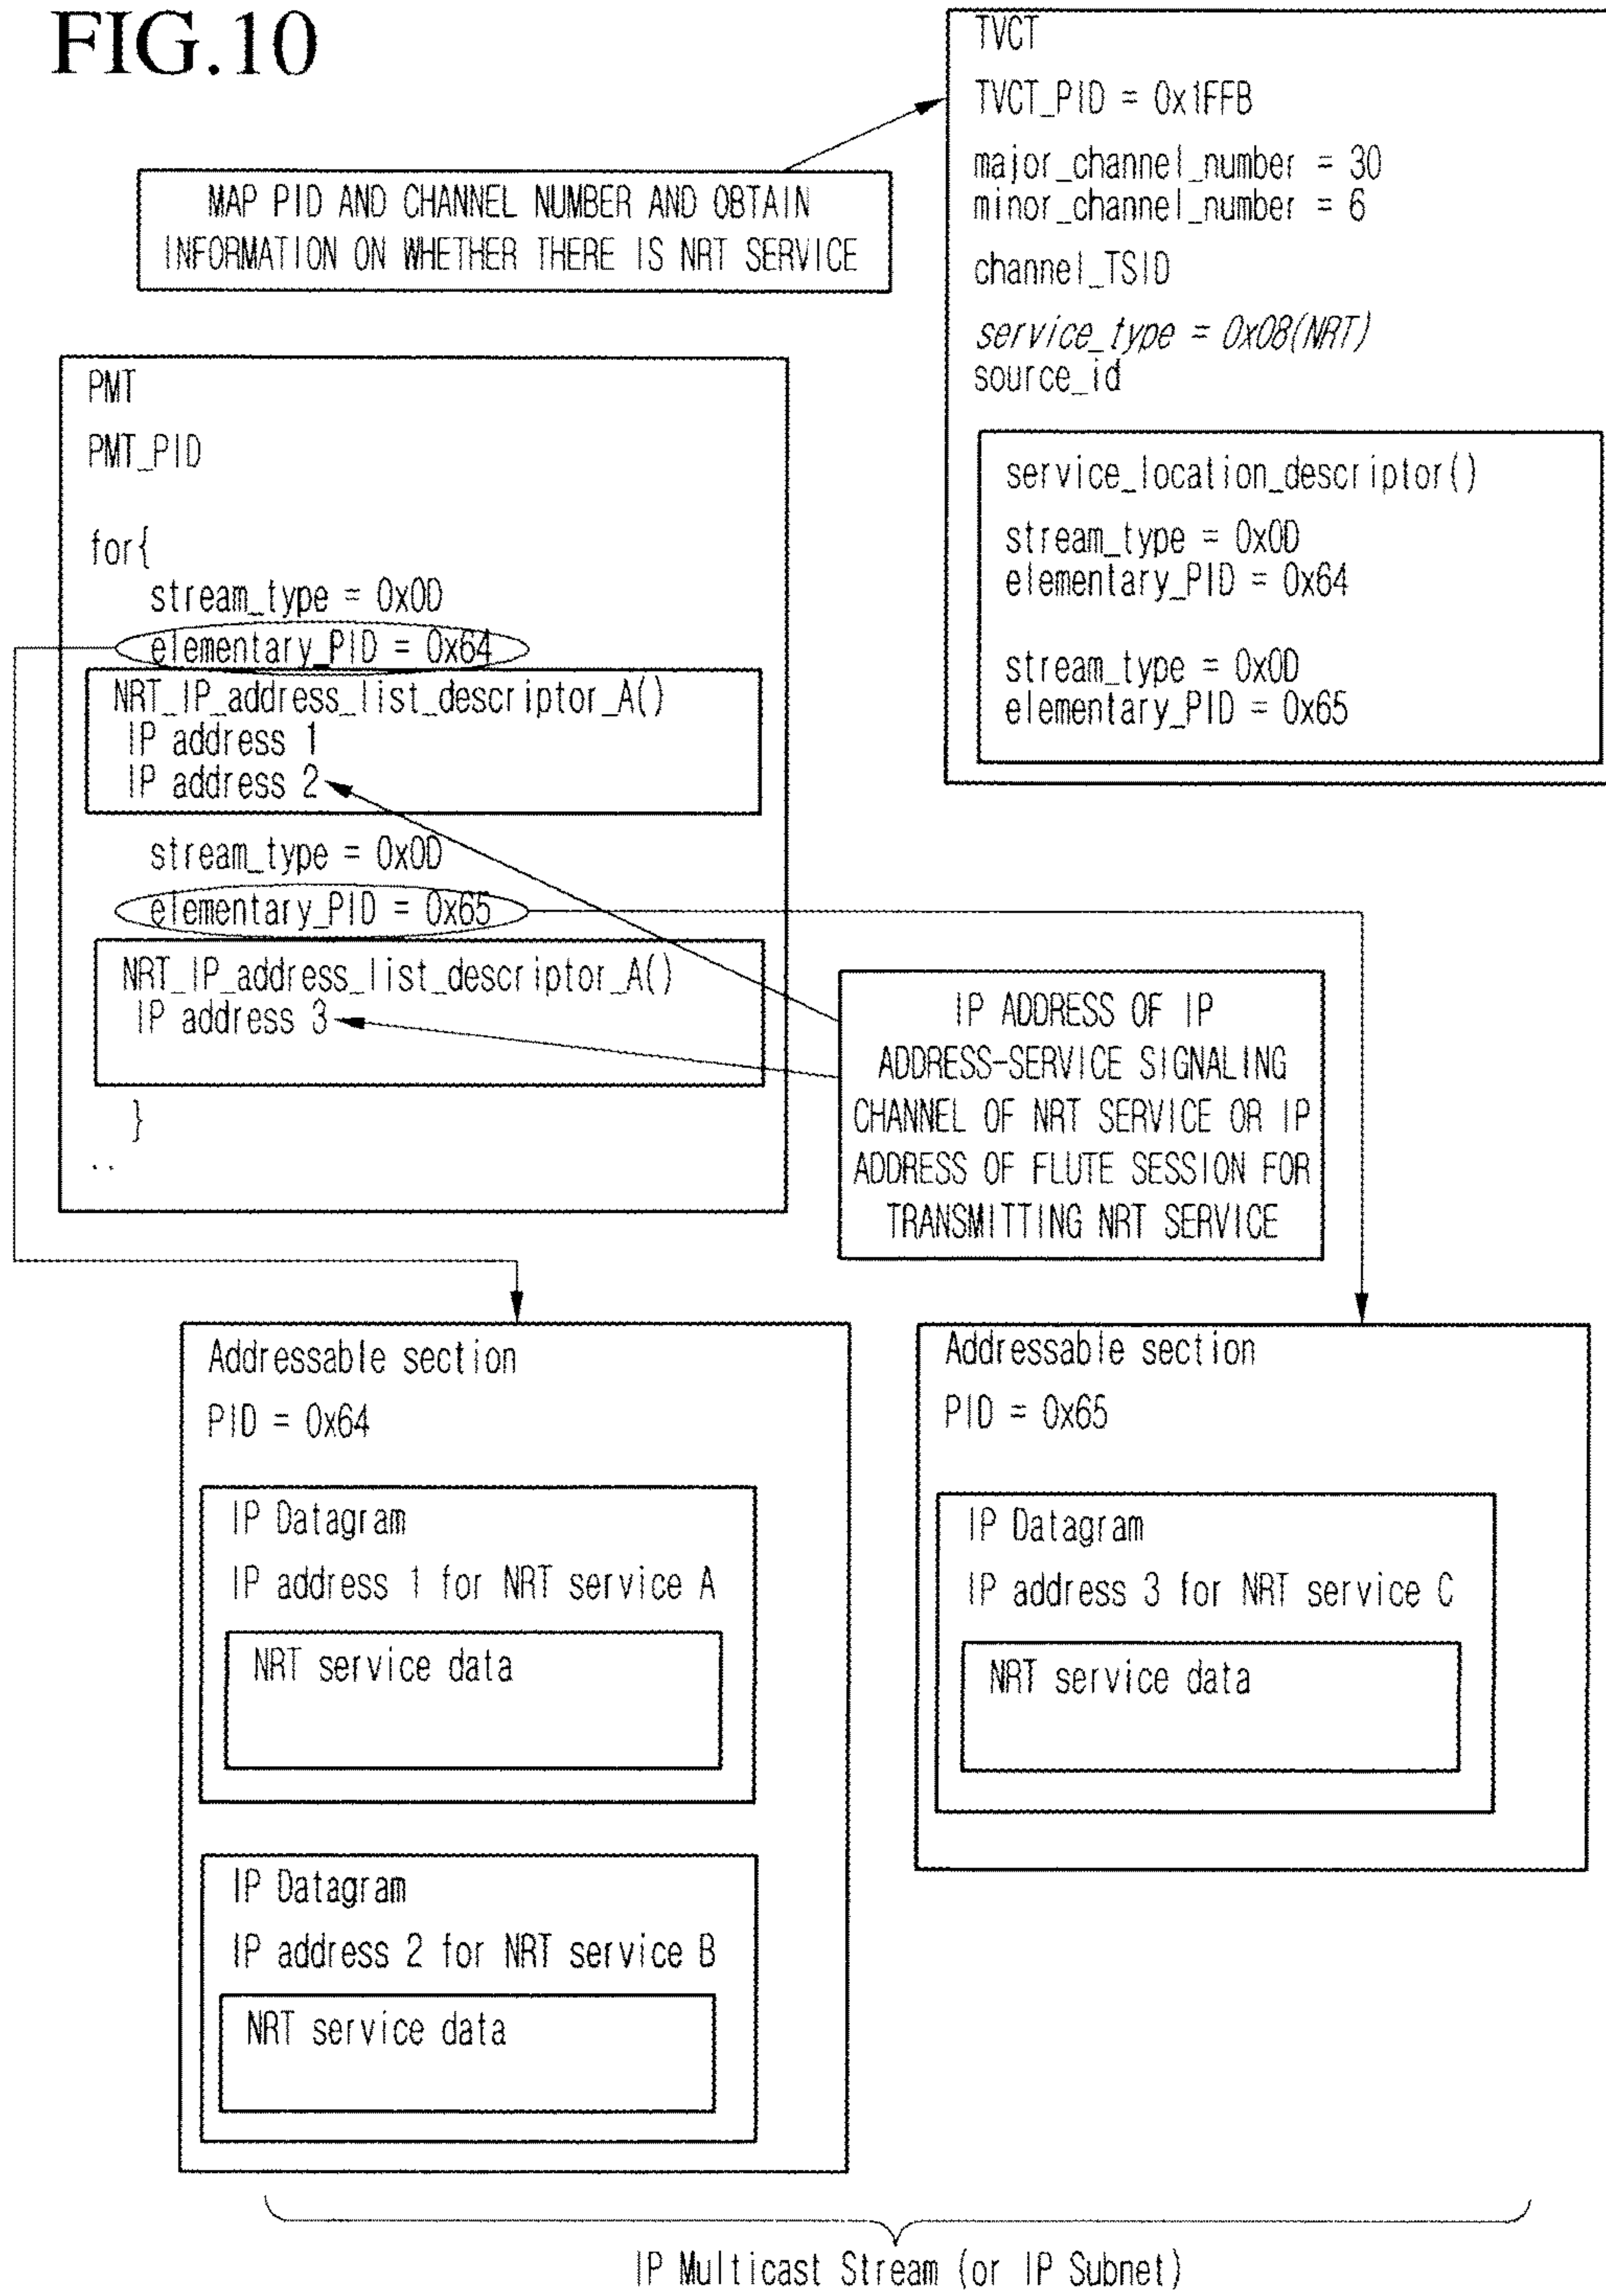 FIG.10
TVCT
TVCT_PID = 0x1FFB
major_channel_number = 30
minor_channel_number = 6
channel_TSID
service_type = 0x08(NRT)
source_id
service_location_descriptor()
stream_type = 0x0D
elementary_PID = 0x64
stream_type = 0x0D
elementary_PID = 0x65
MAP PID AND CHANNEL NUMBER AND OBTAIN
INFORMATION ON WHETHER THERE IS NRT SERVICE
PMT
PMT_PID
for{
stream_type = 0x0D
elementary_PID = 0x64
NRT_IP_address_list_descriptor_A()
IP address 1
IP address 2
stream_type = 0x0D
elementary_PID = 0x65
NRT_IP_address_list_descriptor_A()
IP address 3
}
..
IP ADDRESS OF IP
ADDRESS-SERVICE SIGNALING
CHANNEL OF NRT SERVICE OR IP
ADDRESS OF FLUTE SESSION FOR
TRANSMITTING NRT SERVICE
Addressable section
PID = 0x64
IP Datagram
IP address 1 for NRT service A
NRT service data
IP Datagram
IP address 2 for NRT service B
NRT service data
Addressable section
PID = 0x65
IP Datagram
IP address 3 for NRT service C
NRT service data
IP Multicast Stream (or IP Subnet)